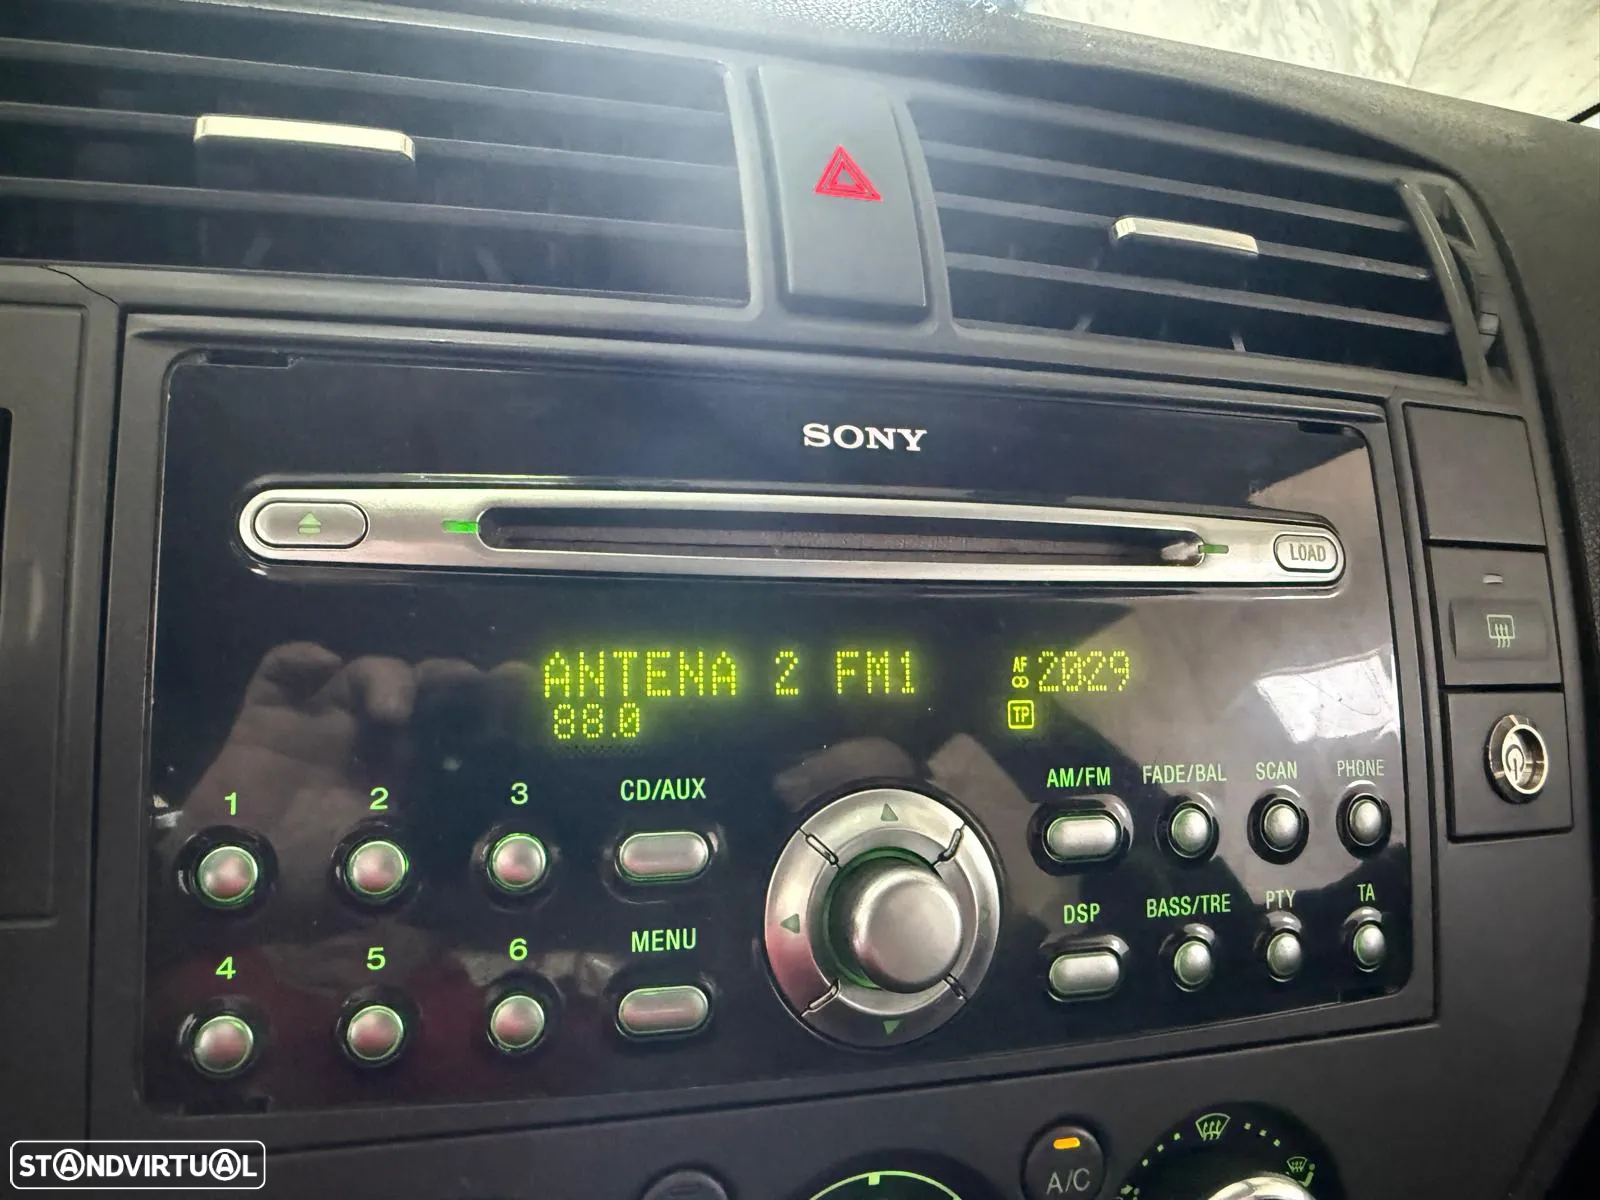 SONY
LOAD
ANTENA 2 FM1
AF 2029
88.0
TP
1 2 3 CD/AUX
AM/FM FADE/BAL SCAN PHONE
4 5 6 MENU
DSP BASS/TRE PTY TA
A/C
STANDVIRTUAL